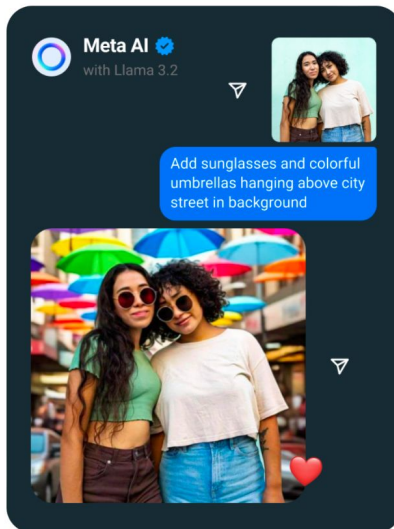 Meta AI
with Llama 3.2
Add sunglasses and colorful
umbrellas hanging above city
street in background